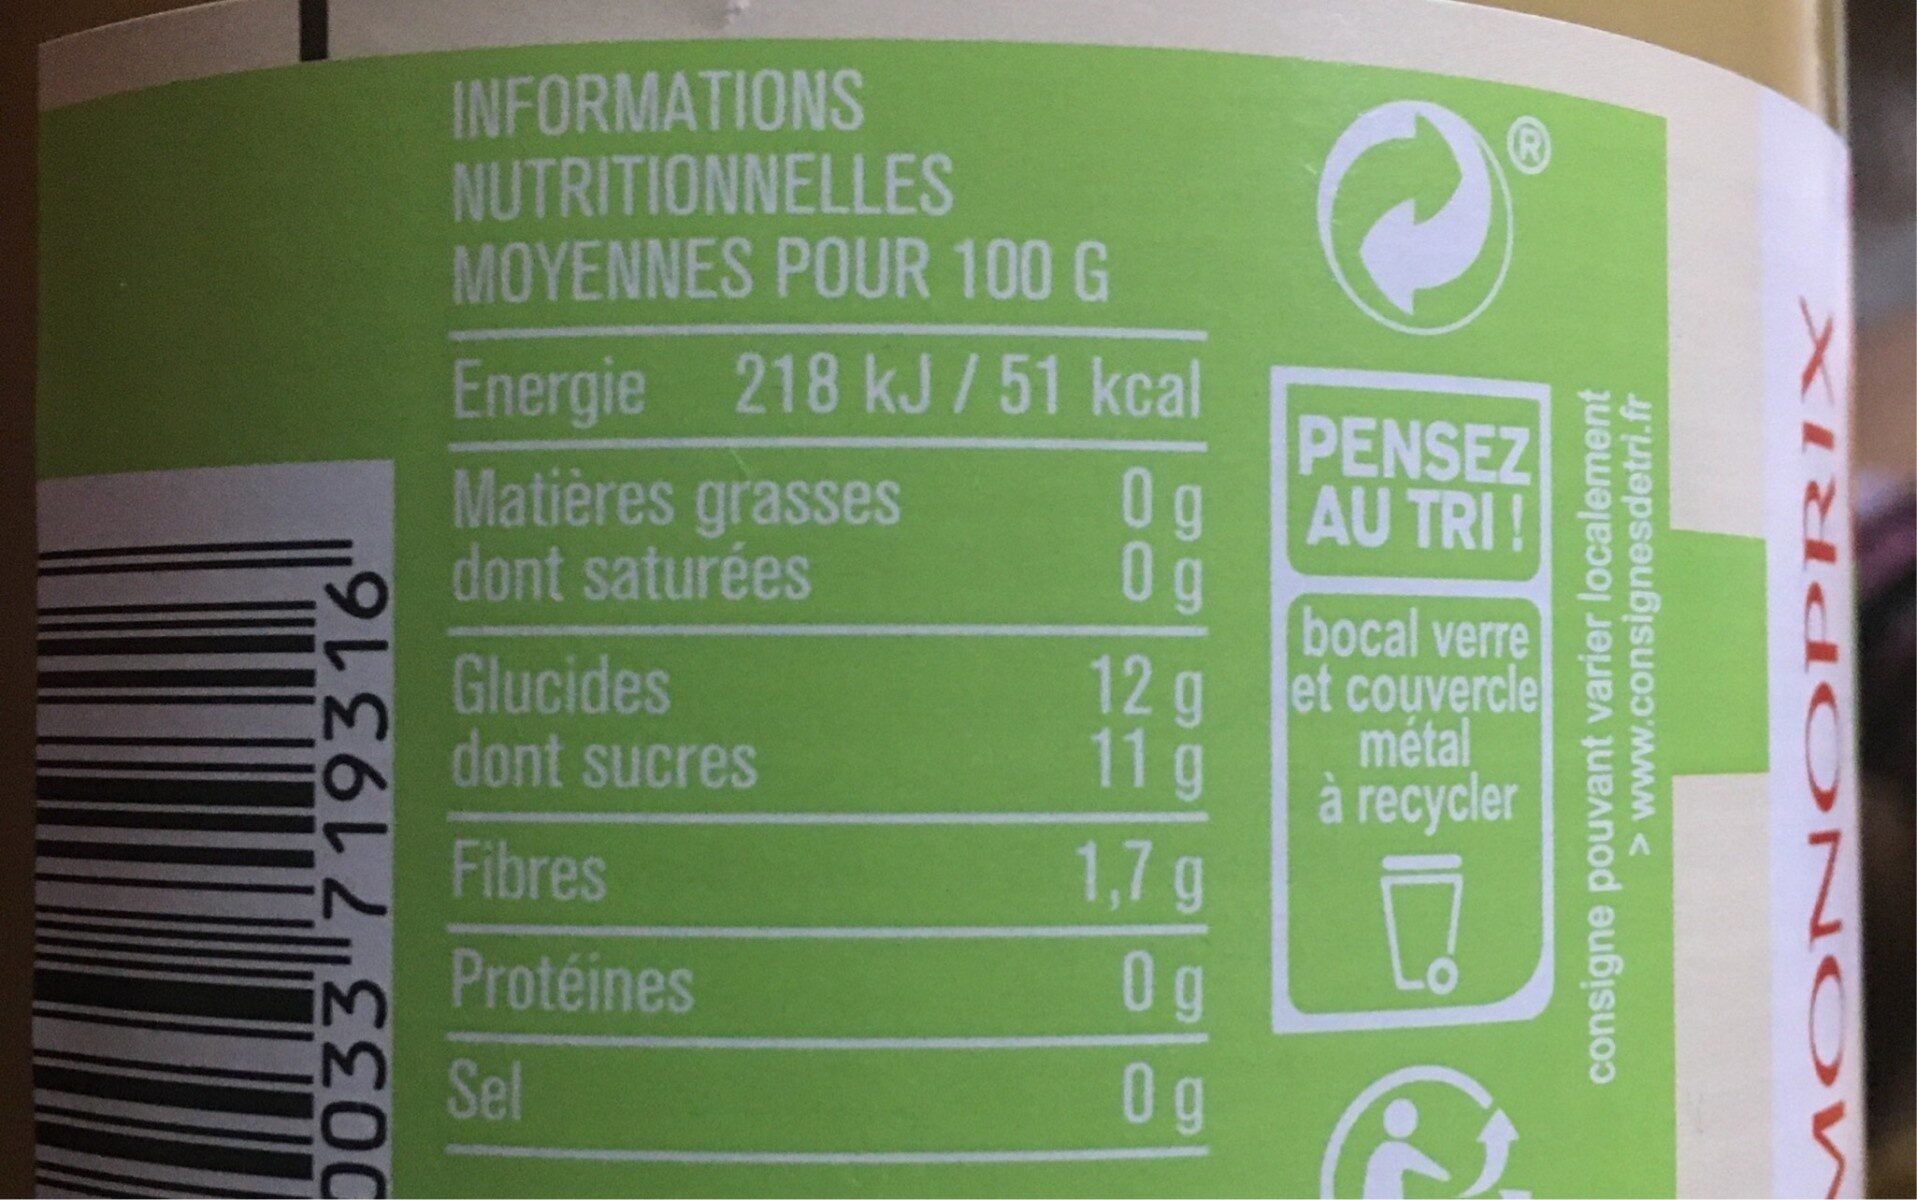 INFORMATIONS
NUTRITIONNELLES
MOYENNES POUR 100 G
Energie 218 kJ / 51 kcal
Matières grasses 0 g
dont saturées 0 g
Glucides 12 g
dont sucres 11 g
Fibres 1,7 g
Protéines 0 g
Sel 0 g
®
PENSEZ
AU TRI !
bocal verre
et couvercle
métal
à recycler
consigne pouvant varier localement
> www.consignesdetri.fr
MONOPRIX
0033 719316